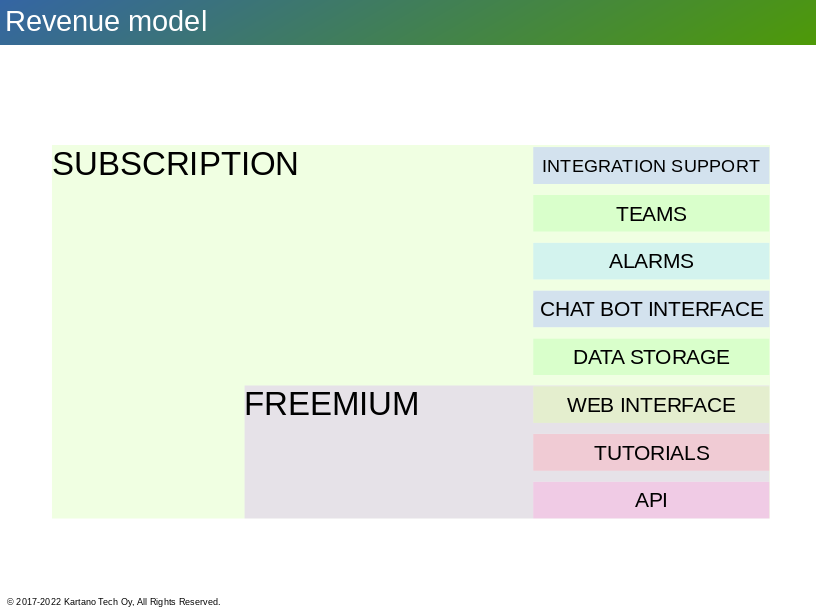 Revenue model
SUBSCRIPTION
INTEGRATION SUPPORT
TEAMS
ALARMS
CHAT BOT INTERFACE
DATA STORAGE
FREEMIUM
WEB INTERFACE
TUTORIALS
API
© 2017-2022 Kartano Tech Oy, All Rights Reserved.